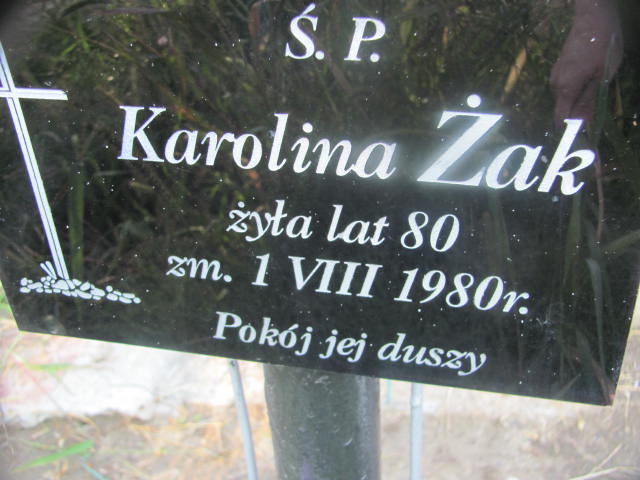 Ś. P.
Karolina Żak
żyła lat 80
zm. 1 VIII 1980r.
Pokój jej duszy